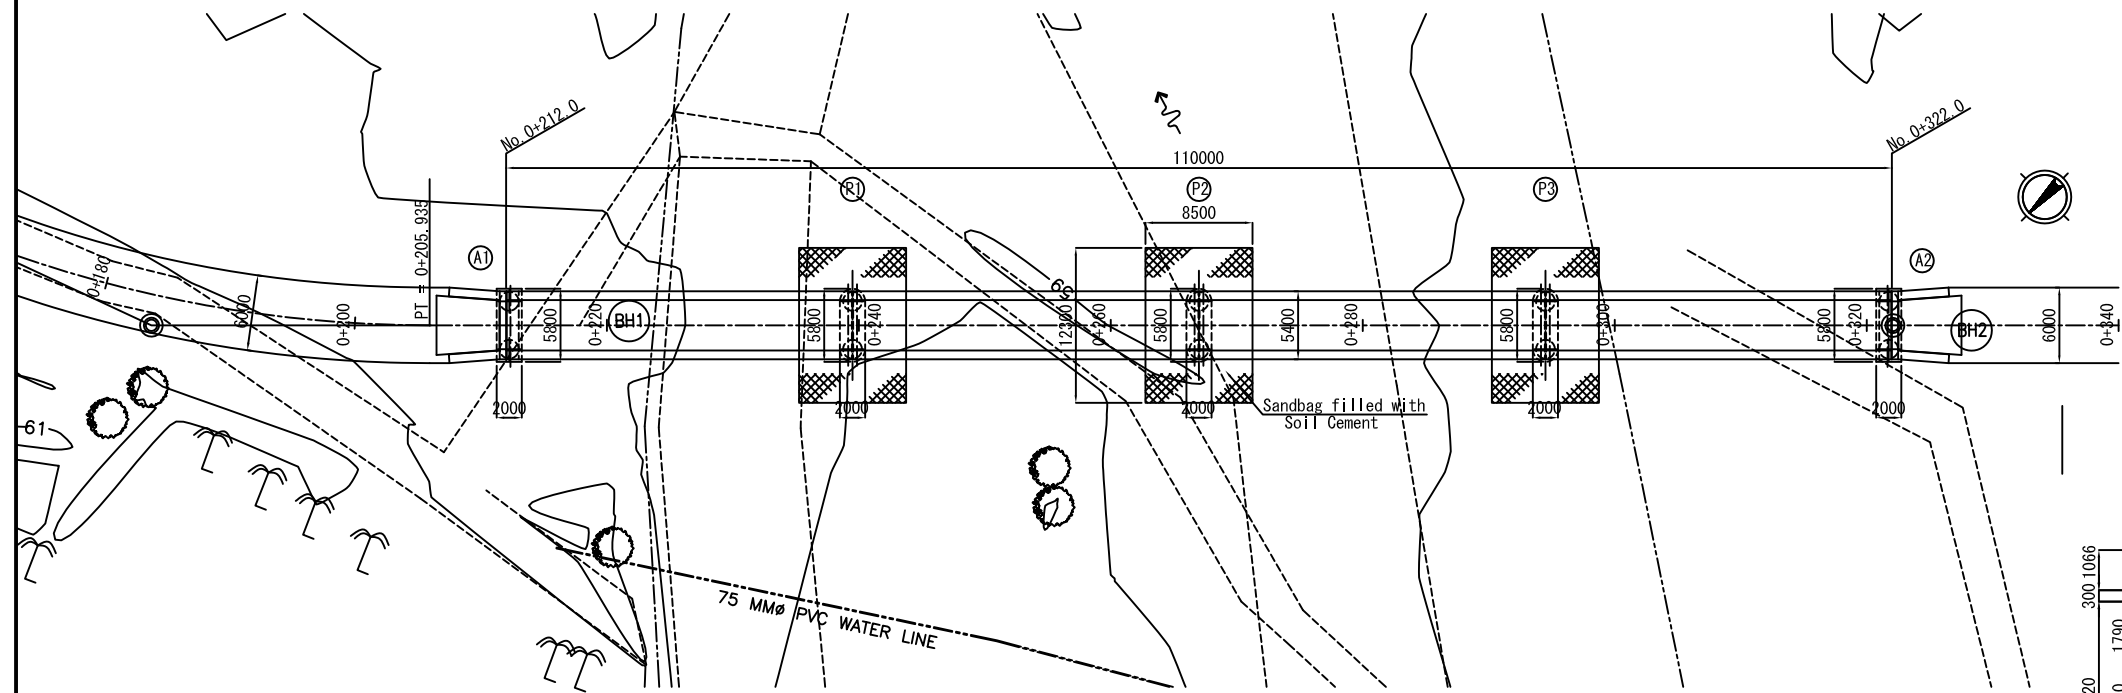 No. 0+212.0
No. 0+322.0
110000
P1
P2
P3
8500
PT = 0+205.935
A1
A2
0+180
6000
0+200
5800
0+220
BH1
5800
0+240
59
12300
0+260
5800
5400
0+280
5800
0+300
5800
0+320
BH2
6000
0+340
2000
2000
2000
2000
2000
Sandbag filled with
Soil Cement
61
75 MMø PVC WATER LINE
1066
300
1790